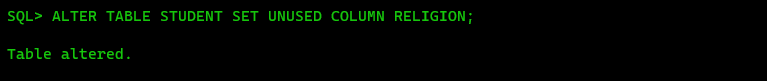 SQL> ALTER TABLE STUDENT SET UNUSED COLUMN RELIGION;
Table altered.